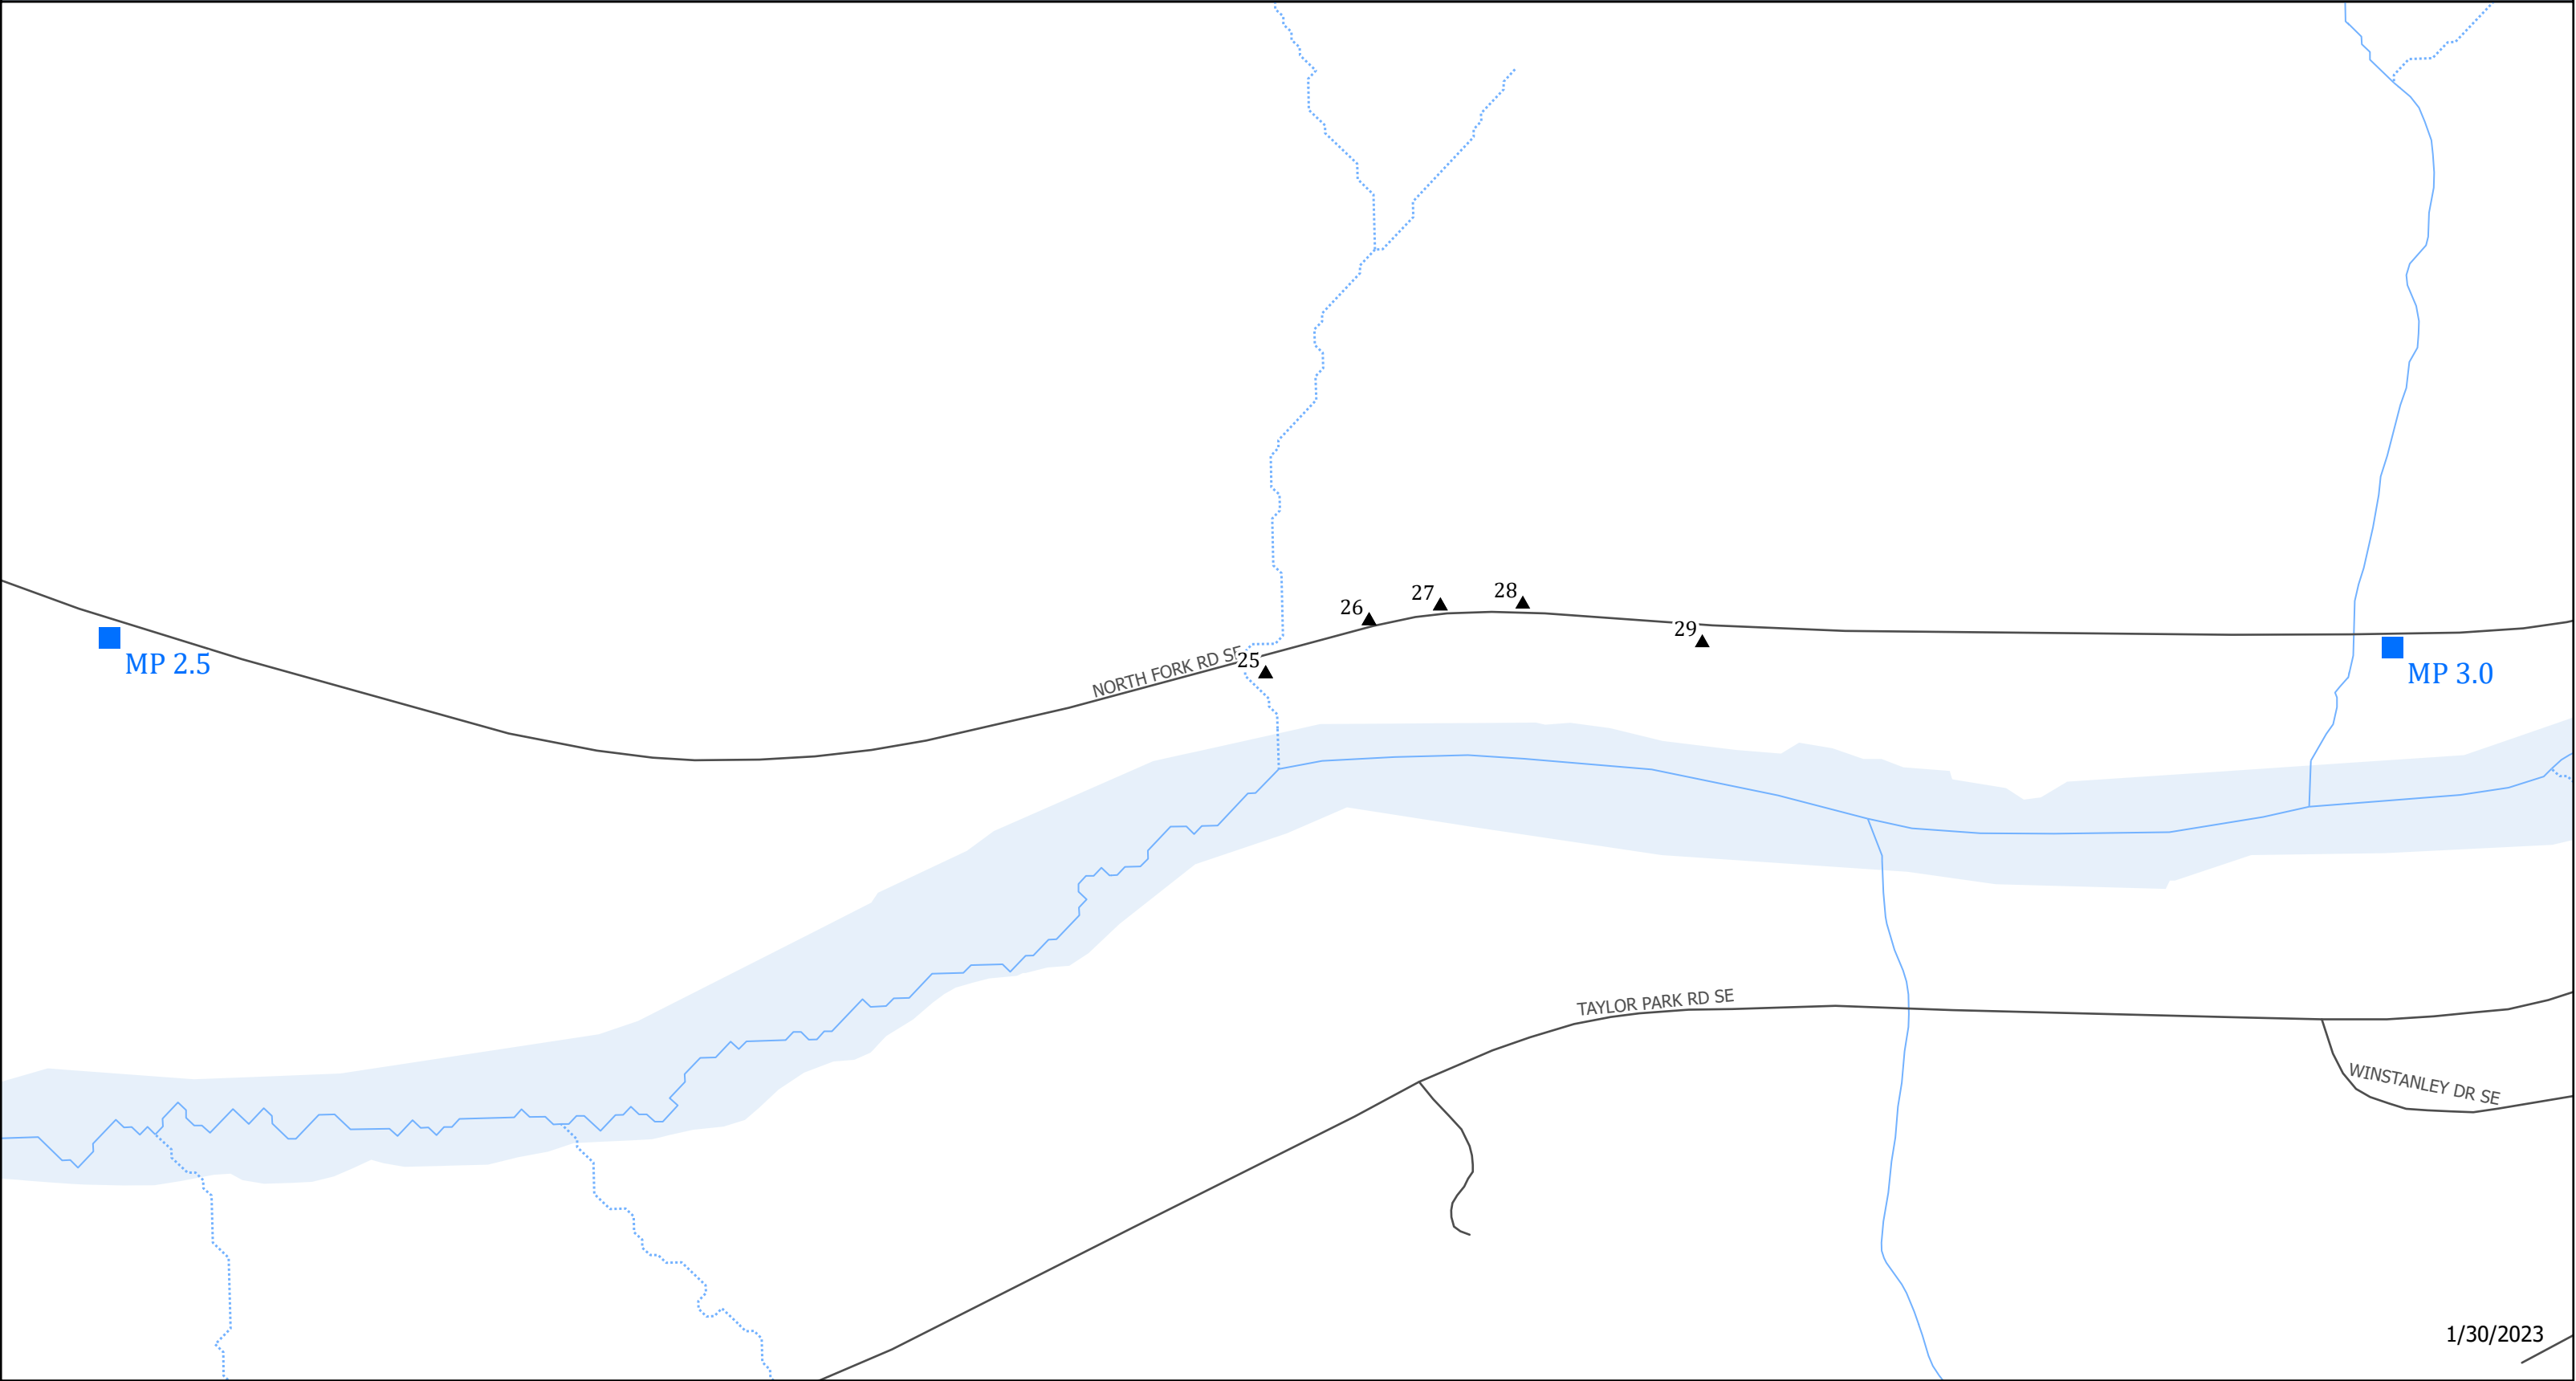 28
27
26
29
25
NORTH FORK RD SE
MP 2.5
MP 3.0
TAYLOR PARK RD SE
WINSTANLEY DR SE
1/30/2023